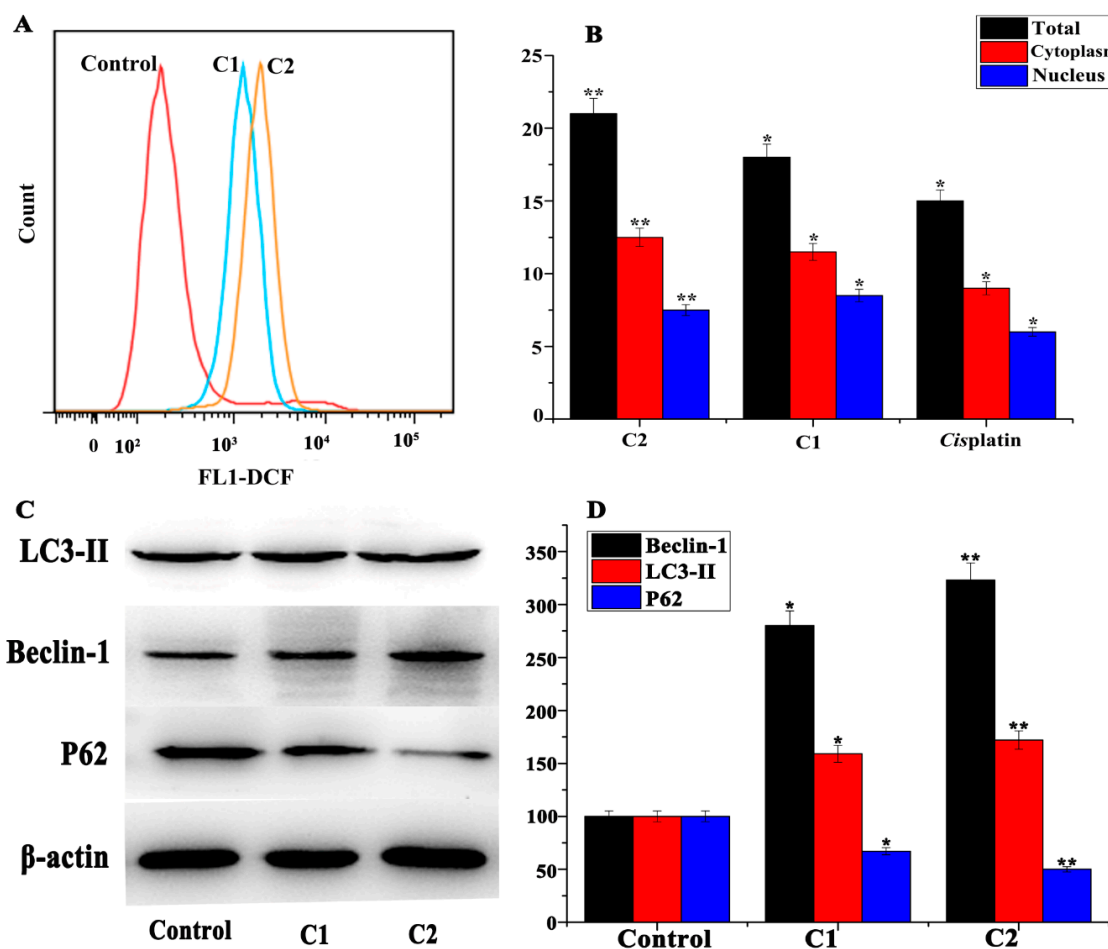 A
Control
C1
C2
Count
0
10²
10³
10⁴
10⁵
FL1-DCF
B
Total
Cytoplasm
Nucleus
25
20
15
10
5
0
**
**
**
*
*
*
*
*
*
C2
C1
Cisplatin
C
LC3-II
Beclin-1
P62
β-actin
Control
C1
C2
D
Beclin-1
LC3-II
P62
350
300
250
200
150
100
50
0
*
*
*
**
**
**
Control
C1
C2